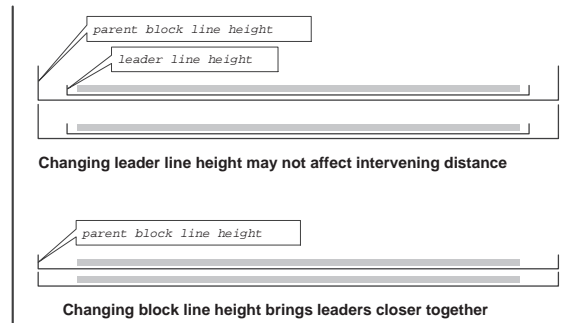 parent block line height
leader line height
Changing leader line height may not affect intervening distance
parent block line height
Changing block line height brings leaders closer together